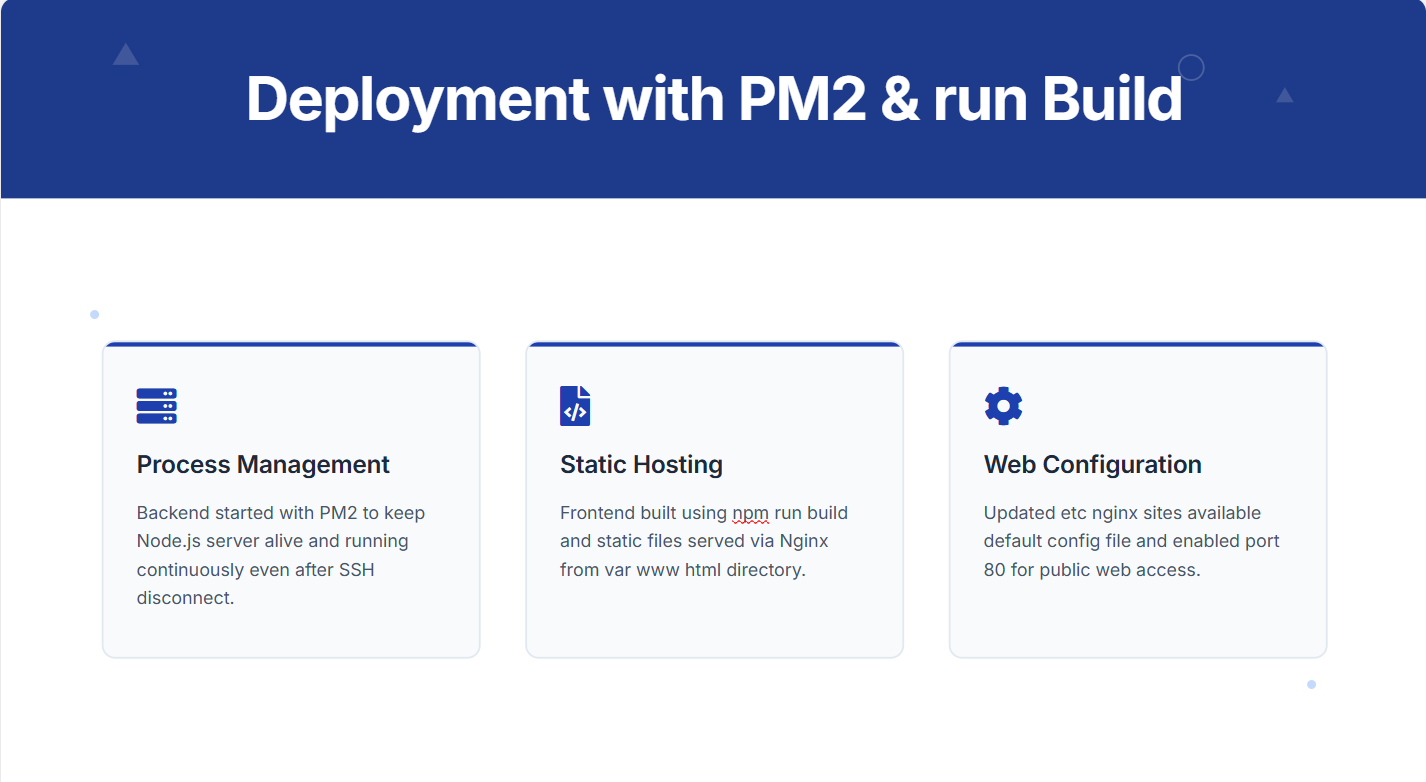 Deployment with PM2 & run Build
Process Management
Backend started with PM2 to keep
Node.js server alive and running
continuously even after SSH
disconnect.
Static Hosting
Frontend built using npm run build
and static files served via Nginx
from var www html directory.
Web Configuration
Updated etc nginx sites available
default config file and enabled port
80 for public web access.